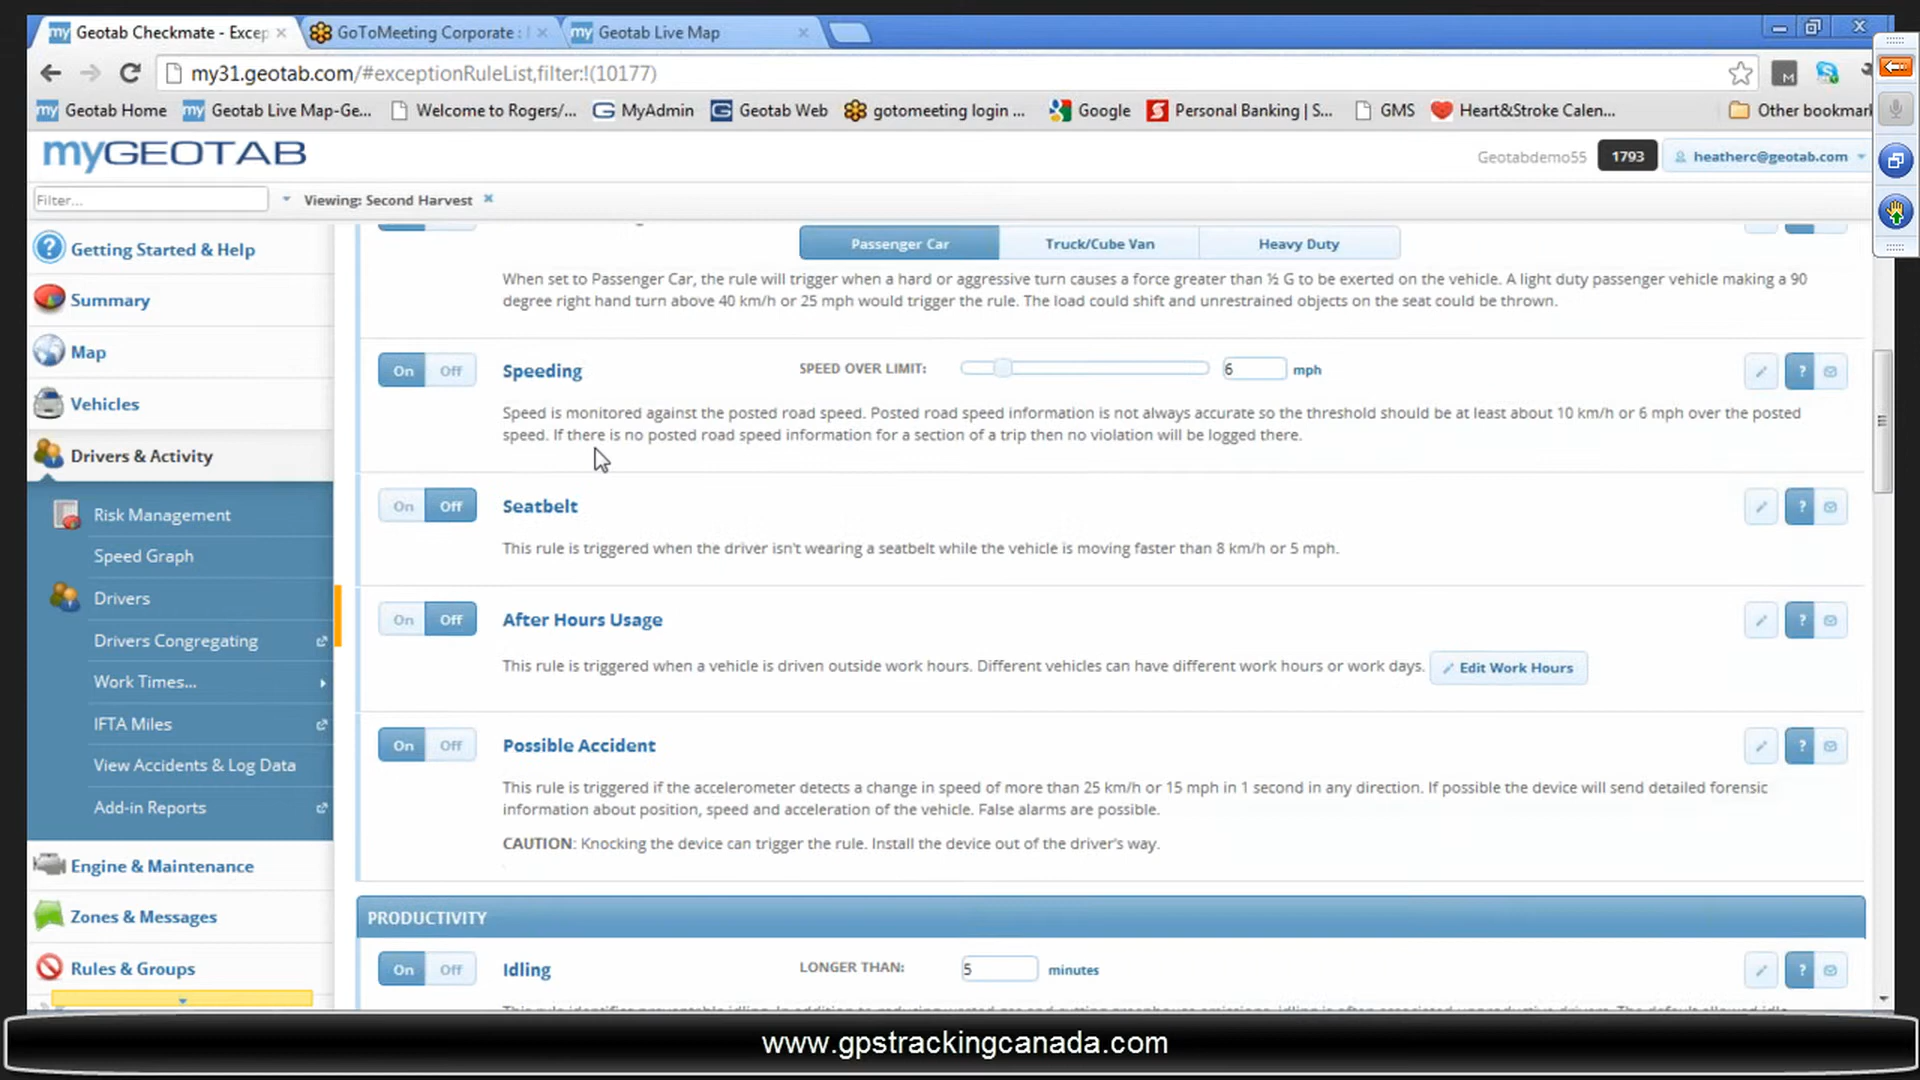 my Geotab Checkmate - Excep
GoToMeeting Corporate :
my Geotab Live Map
my31.geotab.com/#exceptionRuleList,filter:!(10177)
my Geotab Home
my Geotab Live Map-Ge...
Welcome to Rogers/...
MyAdmin
Geotab Web
gotomeeting login ...
Google
Personal Banking | S...
GMS
Heart&Stroke Calen...
Other bookmark
myGEOTAB
Geotabdemo55
1793
heatherc@geotab.com
Filter...
Viewing: Second Harvest
Getting Started & Help
Summary
Map
Vehicles
Drivers & Activity
Risk Management
Speed Graph
Drivers
Drivers Congregating
Work Times...
IFTA Miles
View Accidents & Log Data
Add-in Reports
Engine & Maintenance
Zones & Messages
Rules & Groups
Passenger Car
Truck/Cube Van
Heavy Duty
When set to Passenger Car, the rule will trigger when a hard or aggressive turn causes a force greater than ½ G to be exerted on the vehicle. A light duty passenger vehicle making a 90
degree right hand turn above 40 km/h or 25 mph would trigger the rule. The load could shift and unrestrained objects on the seat could be thrown.
On Off Speeding SPEED OVER LIMIT: 6 mph ?
Speed is monitored against the posted road speed. Posted road speed information is not always accurate so the threshold should be at least about 10 km/h or 6 mph over the posted
speed. If there is no posted road speed information for a section of a trip then no violation will be logged there.
On Off Seatbelt ?
This rule is triggered when the driver isn't wearing a seatbelt while the vehicle is moving faster than 8 km/h or 5 mph.
On Off After Hours Usage ?
This rule is triggered when a vehicle is driven outside work hours. Different vehicles can have different work hours or work days. Edit Work Hours
On Off Possible Accident ?
This rule is triggered if the accelerometer detects a change in speed of more than 25 km/h or 15 mph in 1 second in any direction. If possible the device will send detailed forensic
information about position, speed and acceleration of the vehicle. False alarms are possible.
CAUTION: Knocking the device can trigger the rule. Install the device out of the driver's way.
PRODUCTIVITY
On Off Idling LONGER THAN: 5 minutes ?
www.gpstrackingcanada.com